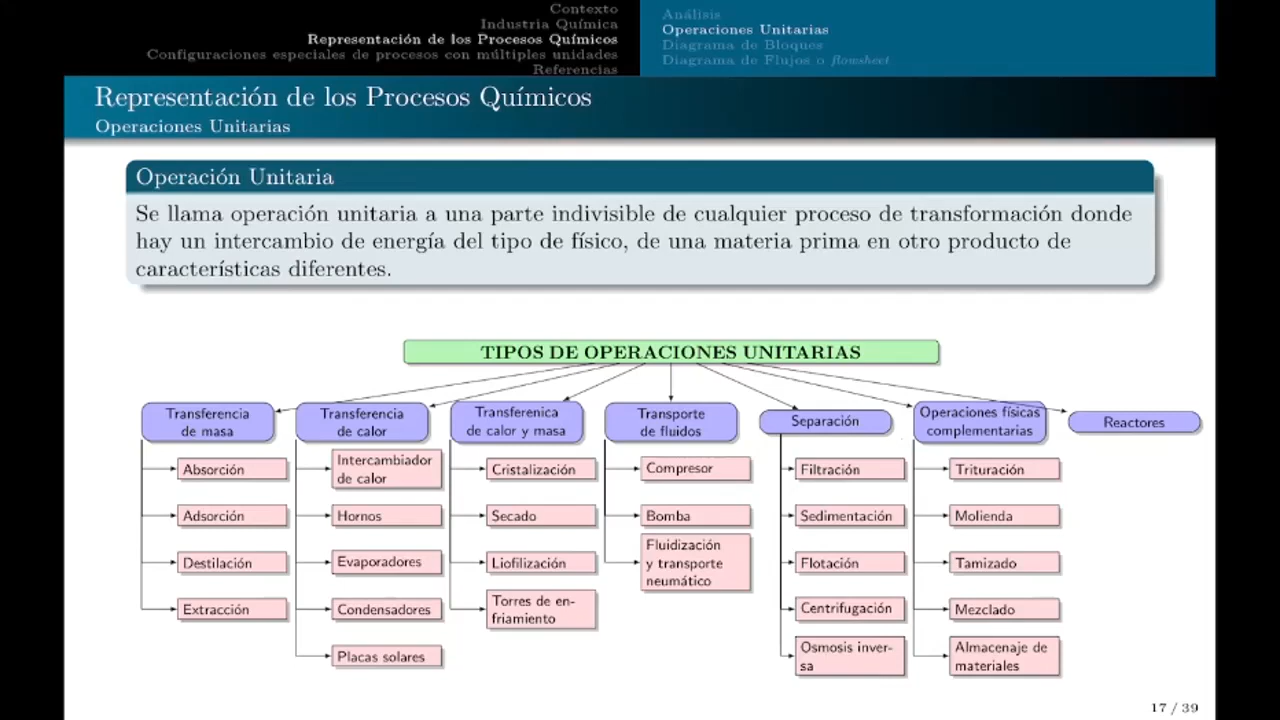 Contexto
Industria Química
Representación de los Procesos Químicos
Configuraciones especiales de procesos con múltiples unidades
Referencias
Análisis
Operaciones Unitarias
Diagrama de Bloques
Diagrama de Flujos o flowsheet
Representación de los Procesos Químicos
Operaciones Unitarias
Operación Unitaria
Se llama operación unitaria a una parte indivisible de cualquier proceso de transformación donde
hay un intercambio de energía del tipo de físico, de una materia prima en otro producto de
características diferentes.
TIPOS DE OPERACIONES UNITARIAS
Transferencia
de masa
Absorción
Adsorción
Destilación
Extracción
Transferencia
de calor
Intercambiador
de calor
Hornos
Evaporadores
Condensadores
Placas solares
Transferenica
de calor y masa
Cristalización
Secado
Liofilización
Torres de en-
friamiento
Transporte
de fluidos
Compresor
Bomba
Fluidización
y transporte
neumático
Separación
Filtración
Sedimentación
Flotación
Centrifugación
Osmosis inver-
sa
Operaciones físicas
complementarias
Trituración
Molienda
Tamizado
Mezclado
Almacenaje de
materiales
Reactores
17 / 39